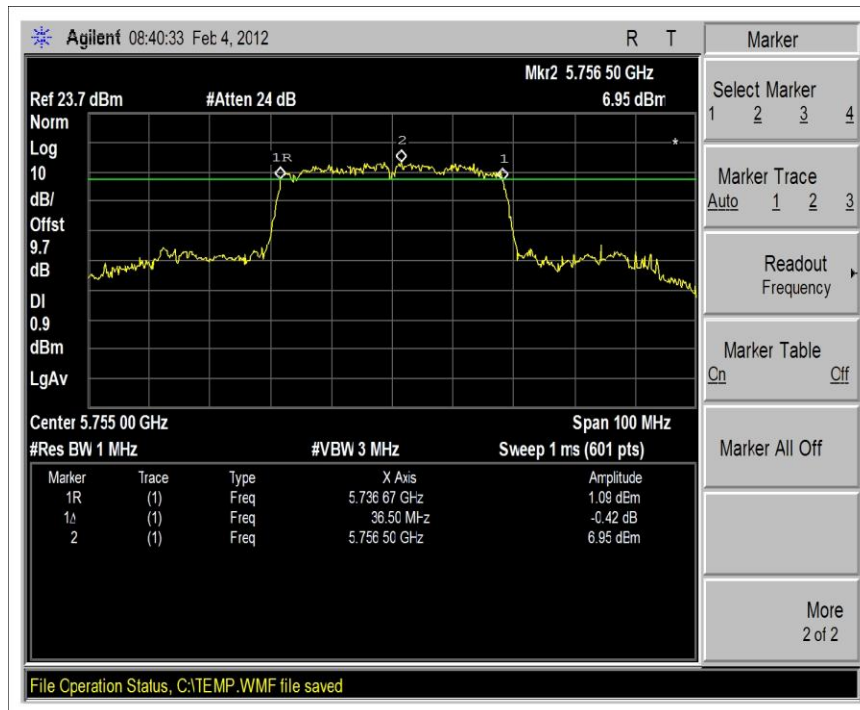 Agilent 08:40:33 Feb 4, 2012 R T
Mkr2 5.756 50 GHz
Ref 23.7 dBm #Atten 24 dB 6.95 dBm
Norm
Log
10
dB/
Offst
9.7
dB
DI
0.9
dBm
LgAv
1R
2
1
*
Center 5.755 00 GHz Span 100 MHz
#Res BW 1 MHz #VBW 3 MHz Sweep 1 ms (601 pts)
Marker Trace Type X Axis Amplitude
1R (1) Freq 5.736 67 GHz 1.09 dBm
1Δ (1) Freq 36.50 MHz -0.42 dB
2 (1) Freq 5.756 50 GHz 6.95 dBm
File Operation Status, C:\TEMP.WMF file saved
Marker
Select Marker
1 2 3 4
Marker Trace
Auto 1 2 3
Readout
Frequency
Marker Table
On Off
Marker All Off
More
2 of 2